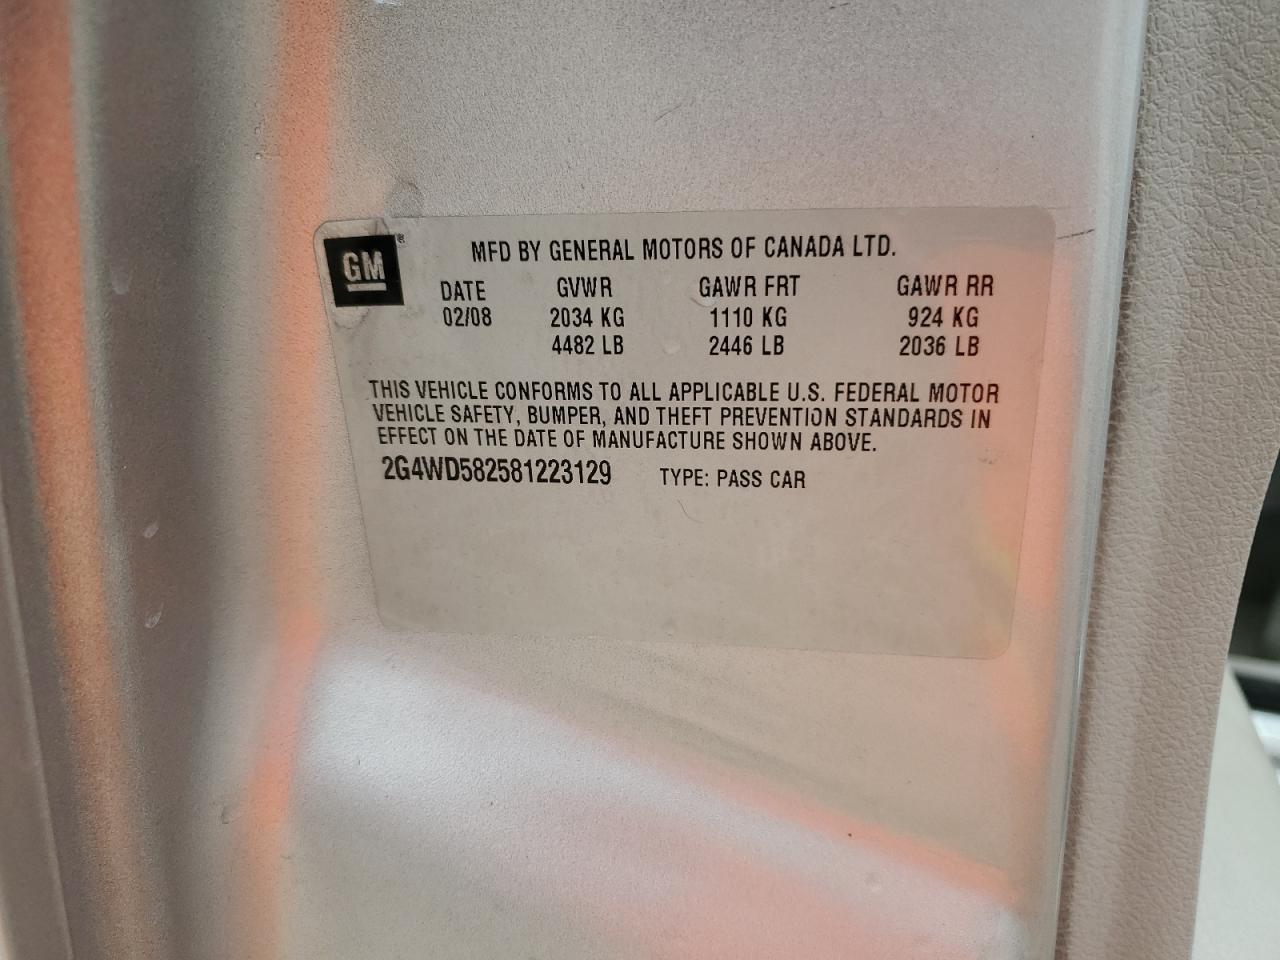 GM®
MFD BY GENERAL MOTORS OF CANADA LTD.
DATE GVWR GAWR FRT GAWR RR
02/08 2034 KG 1110 KG 924 KG
4482 LB 2446 LB 2036 LB
THIS VEHICLE CONFORMS TO ALL APPLICABLE U.S. FEDERAL MOTOR
VEHICLE SAFETY, BUMPER, AND THEFT PREVENTION STANDARDS IN
EFFECT ON THE DATE OF MANUFACTURE SHOWN ABOVE.
2G4WD582581223129 TYPE: PASS CAR